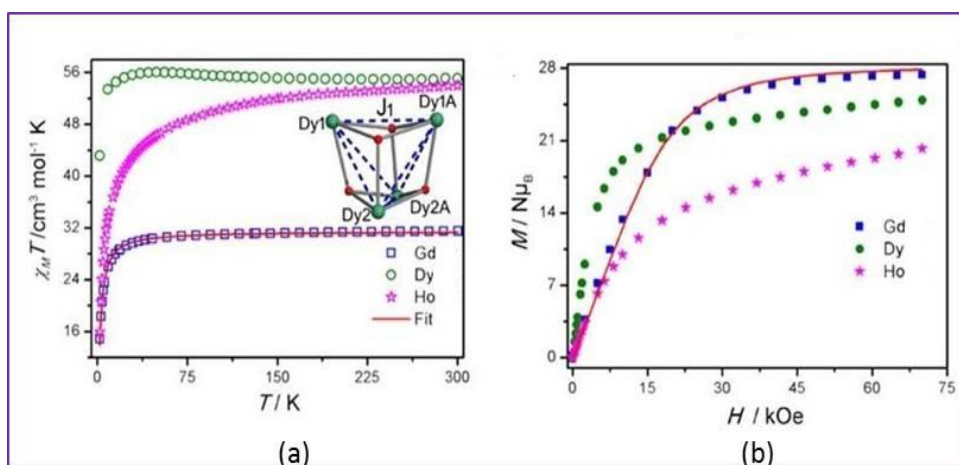 χ_M T / cm³ mol⁻¹ K
56
48
40
32
24
16
0
75
150
225
300
T / K
J₁
Dy1
Dy1A
Dy2
Dy2A
Gd
Dy
Ho
Fit
(a)
M / Nμ_B
28
21
14
7
0
0
15
30
45
60
75
H / kOe
Gd
Dy
Ho
(b)